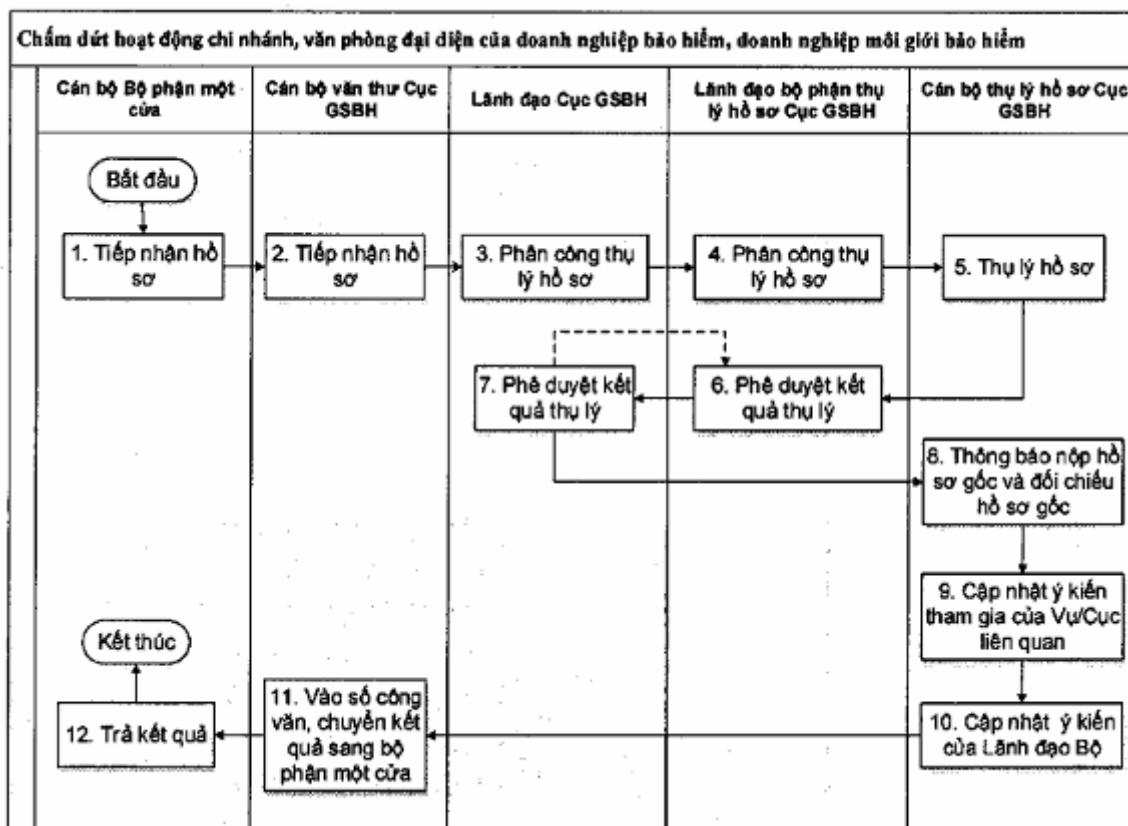 Chấm dứt hoạt động chi nhánh, văn phòng đại diện của doanh nghiệp bảo hiểm, doanh nghiệp môi giới bảo hiểm
Cán bộ Bộ phận một
cửa
Cán bộ văn thư Cục
GSBH
Lãnh đạo Cục GSBH
Lãnh đạo bộ phận thụ
lý hồ sơ Cục GSBH
Cán bộ thụ lý hồ sơ Cục
GSBH
Bắt đầu
1. Tiếp nhận hồ
sơ
2. Tiếp nhận hồ
sơ
3. Phân công thụ
lý hồ sơ
4. Phân công thụ
lý hồ sơ
5. Thụ lý hồ sơ
7. Phê duyệt kết
quả thụ lý
6. Phê duyệt kết
quả thụ lý
8. Thông báo nộp hồ
sơ gốc và đối chiếu
hồ sơ gốc
9. Cập nhật ý kiến
tham gia của Vụ/Cục
liên quan
Kết thúc
12. Trả kết quả
11. Vào số công
văn, chuyển kết
quả sang bộ
phận một cửa
10. Cập nhật ý kiến
của Lãnh đạo Bộ